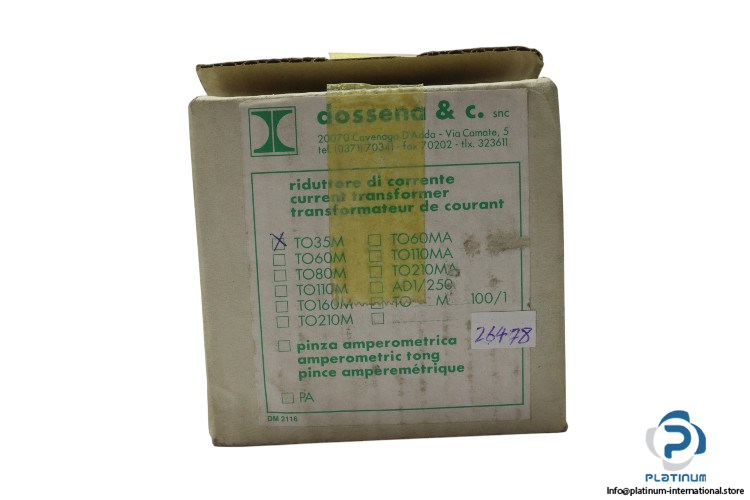 dossena & c. snc
20070 Cavenago D'Adda - Via Camate, 5
tel. (0371) 70341 - fax 70202 - tlx. 323611
riduttore di corrente
current transformer
transformateur de courant
TO35M TO60MA
TO60M TO110MA
TO80M TO210MA
TO110M AD1/250
TO160M TO M 100/1
TO210M
26478
pinza amperometrica
amperometric tong
pince ampèremétrique
PA
DM 2116
PLATINUM
Info@platinum-international.store